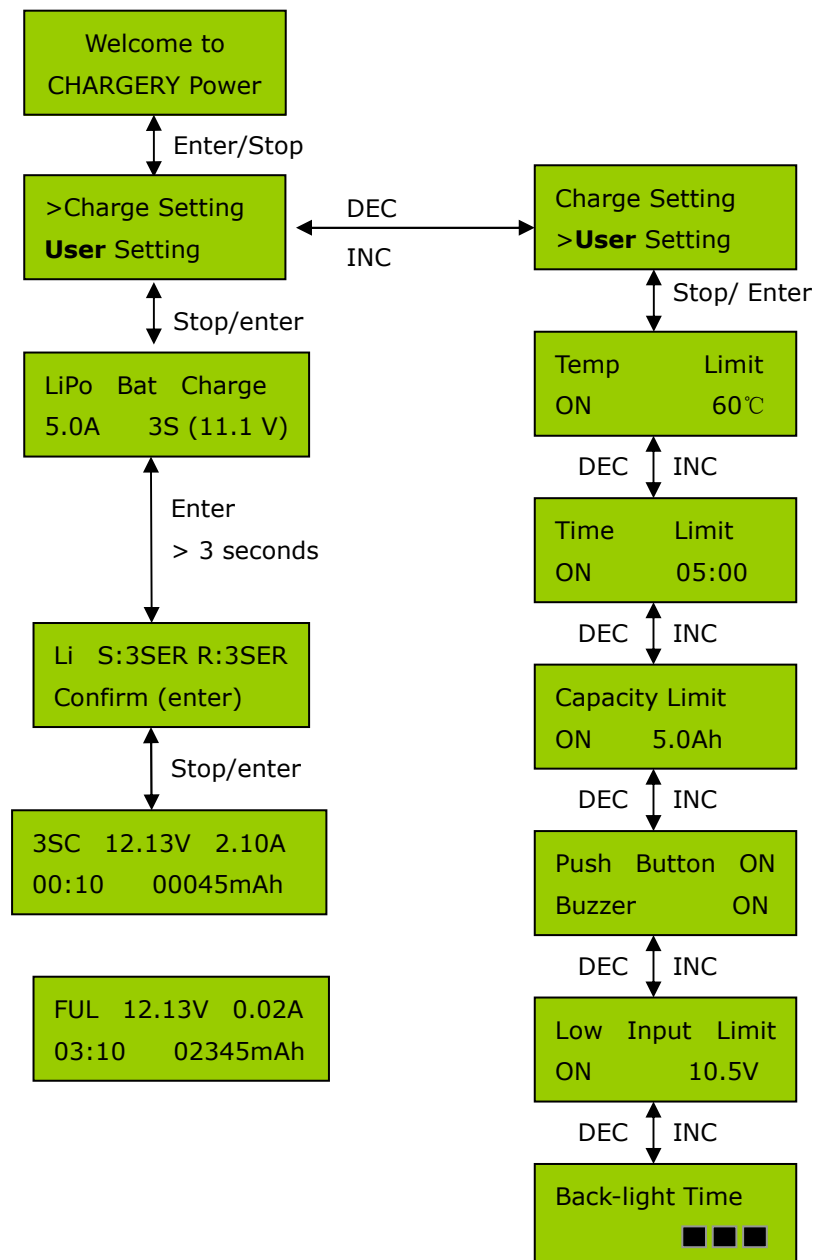 Welcome to
CHARGERY Power
Enter/Stop
>Charge Setting
User Setting
DEC
INC
Charge Setting
>User Setting
Stop/enter
Stop/ Enter
LiPo Bat Charge
5.0A 3S (11.1 V)
Temp Limit
ON 60℃
DEC INC
Enter
> 3 seconds
Time Limit
ON 05:00
DEC INC
Li S:3SER R:3SER
Confirm (enter)
Capacity Limit
ON 5.0Ah
Stop/enter
DEC INC
3SC 12.13V 2.10A
00:10 00045mAh
Push Button ON
Buzzer ON
DEC INC
FUL 12.13V 0.02A
03:10 02345mAh
Low Input Limit
ON 10.5V
DEC INC
Back-light Time